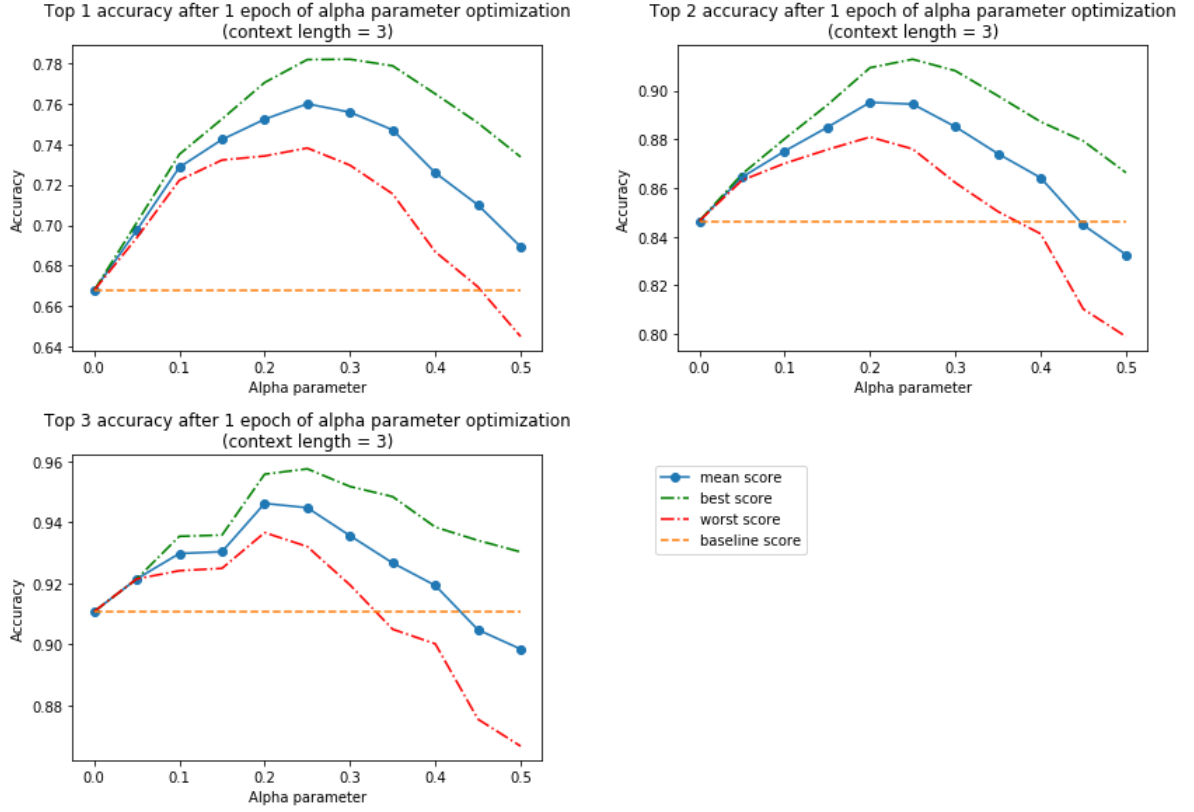 Top 1 accuracy after 1 epoch of alpha parameter optimization
(context length = 3)
Accuracy
0.78
0.76
0.74
0.72
0.70
0.68
0.66
0.64
0.0 0.1 0.2 0.3 0.4 0.5
Alpha parameter
Top 2 accuracy after 1 epoch of alpha parameter optimization
(context length = 3)
Accuracy
0.90
0.88
0.86
0.84
0.82
0.80
0.0 0.1 0.2 0.3 0.4 0.5
Alpha parameter
Top 3 accuracy after 1 epoch of alpha parameter optimization
(context length = 3)
Accuracy
0.96
0.94
0.92
0.90
0.88
0.0 0.1 0.2 0.3 0.4 0.5
Alpha parameter
mean score
best score
worst score
baseline score